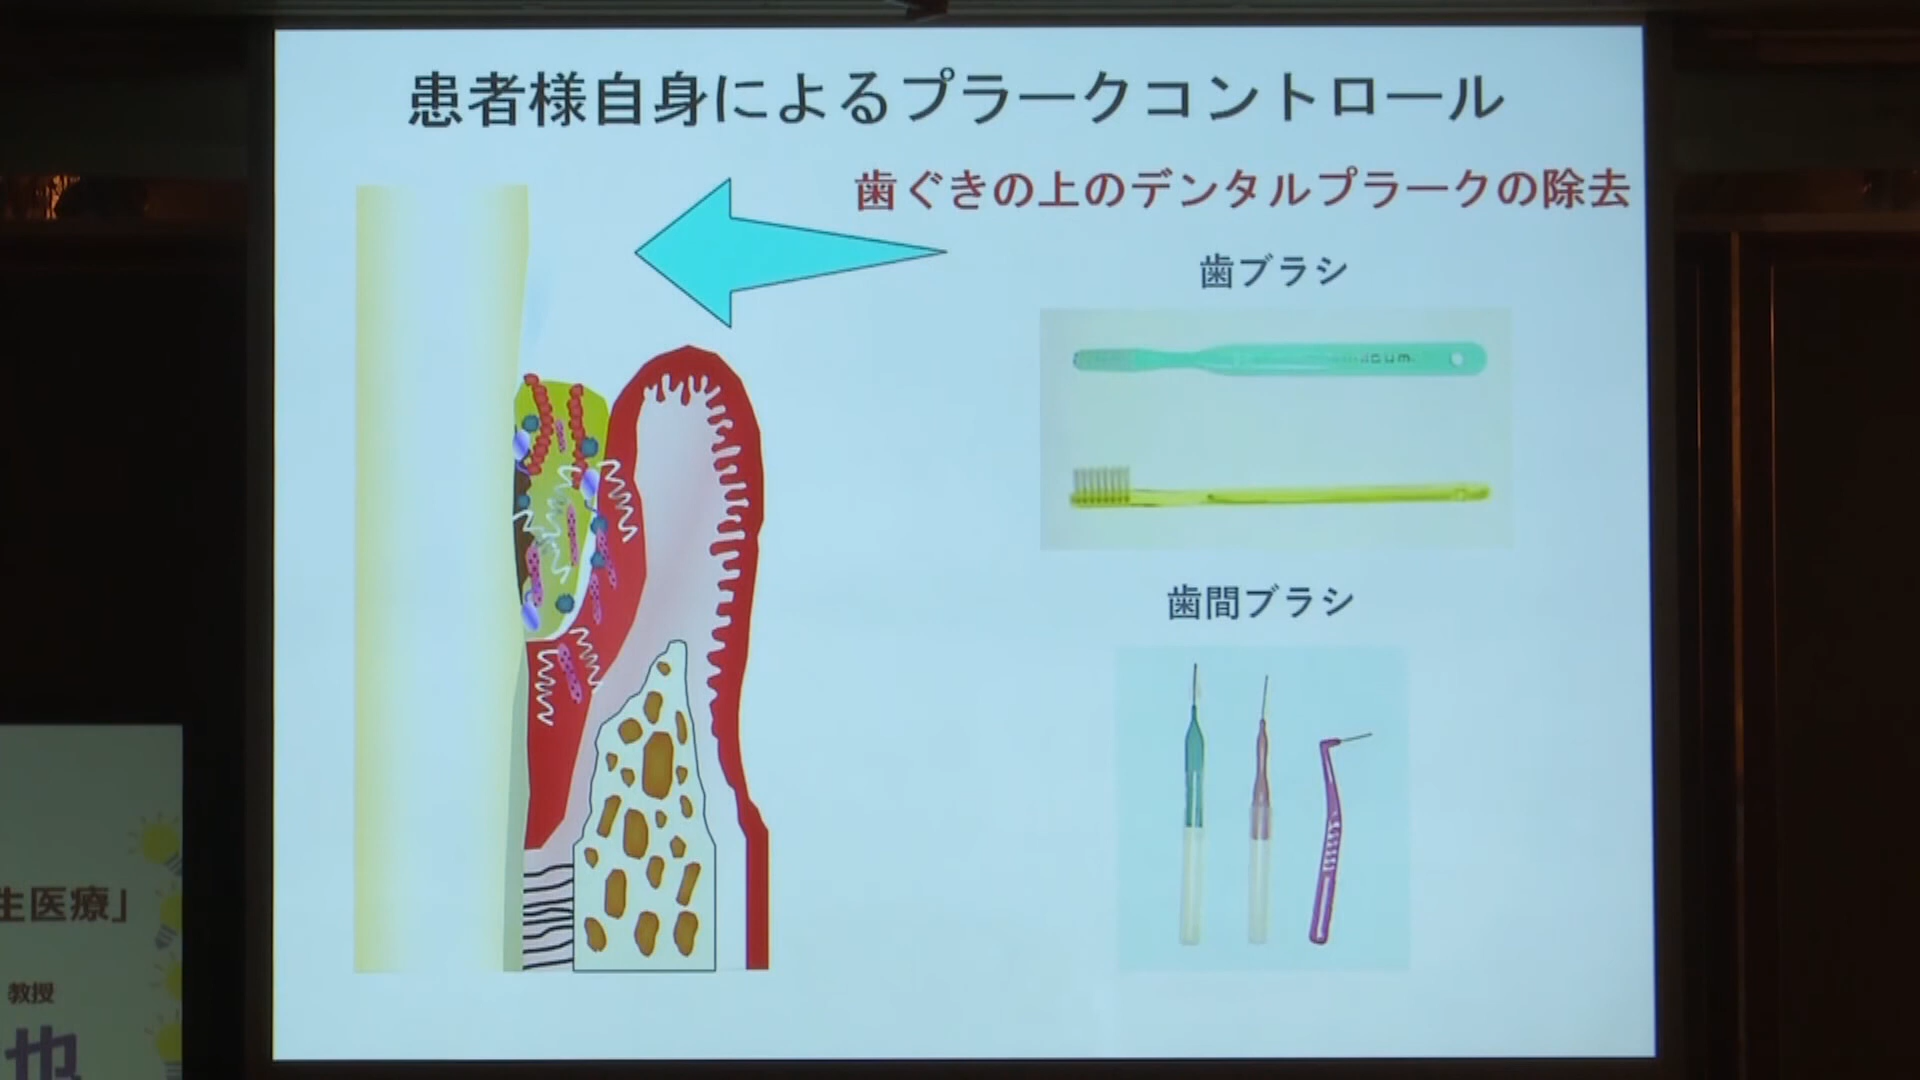 患者様自身によるプラークコントロール
歯ぐきの上のデンタルプラークの除去
歯ブラシ
歯間ブラシ
生医療」
教授
也